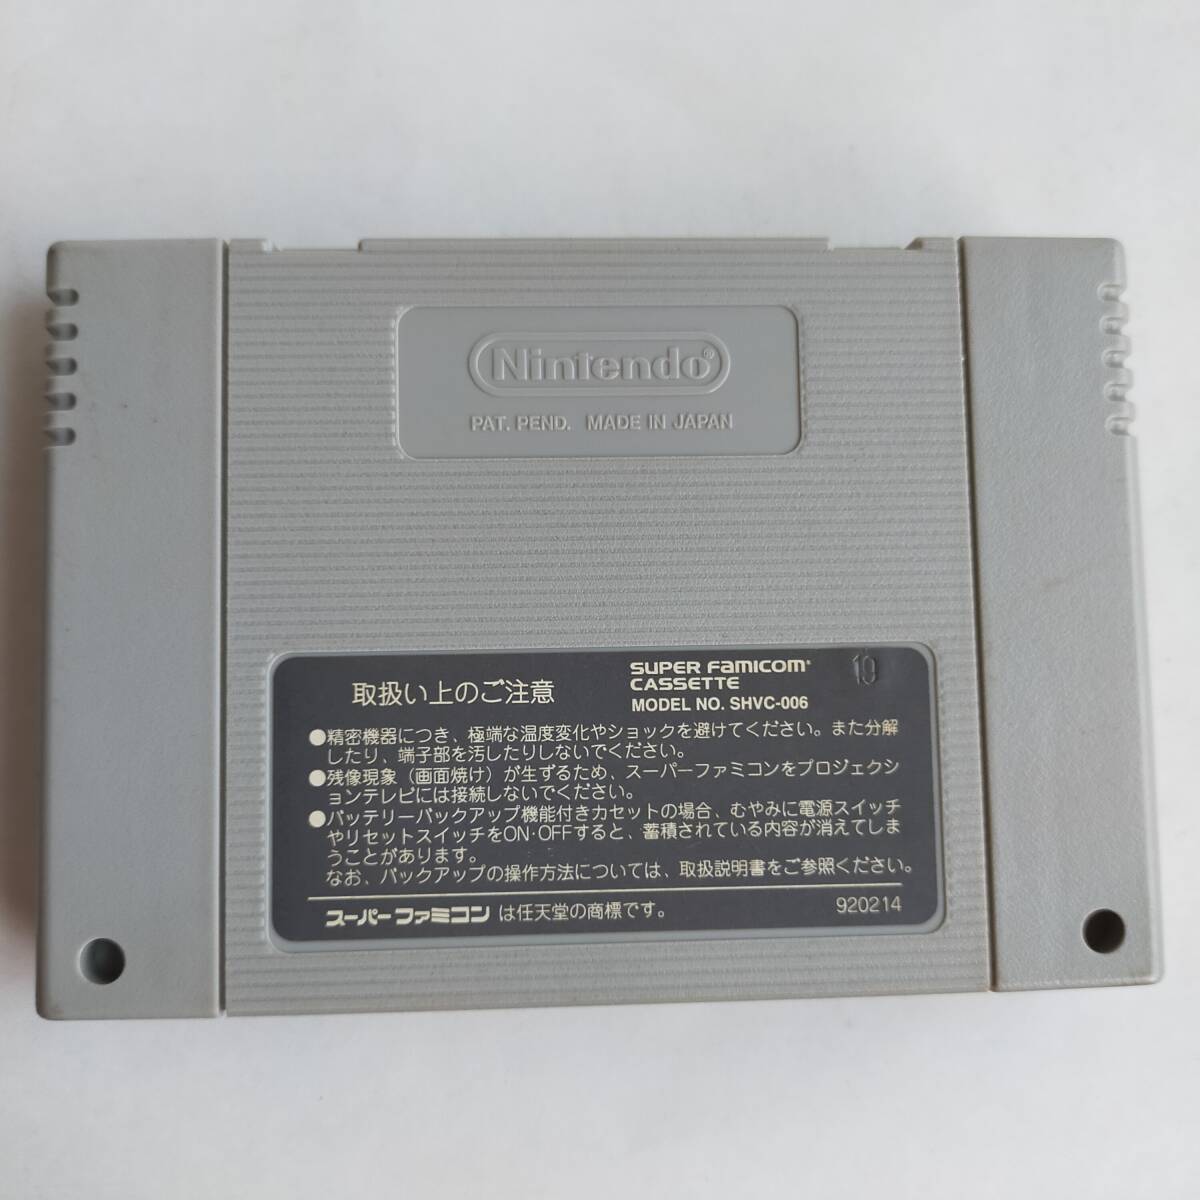 Nintendo®
PAT. PEND. MADE IN JAPAN
取扱い上のご注意
SUPER FAMICOM®
CASSETTE
MODEL NO. SHVC-006
19
●精密機器につき、極端な温度変化やショックを避けてください。また分解
したり、端子部を汚したりしないでください。
●残像現象（画面焼け）が生ずるため、スーパーファミコンをプロジェクシ
ョンテレビには接続しないでください。
●バッテリーバックアップ機能付きカセットの場合、むやみに電源スイッチ
やリセットスイッチをON・OFFすると、蓄積されている内容が消えてしま
うことがあります。
なお、バックアップの操作方法については、取扱説明書をご参照ください。
スーパーファミコンは任天堂の商標です。
920214